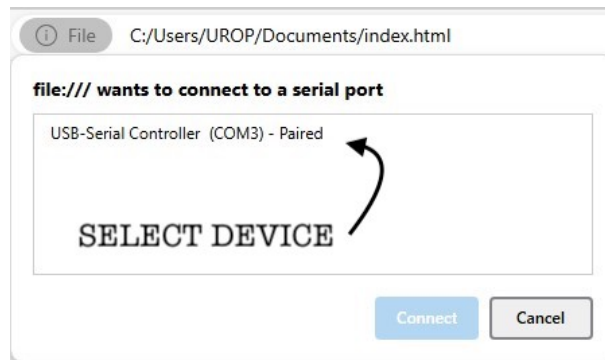 File C:/Users/UROP/Documents/index.html
file:/// wants to connect to a serial port
USB-Serial Controller (COM3) - Paired
SELECT DEVICE
Connect Cancel